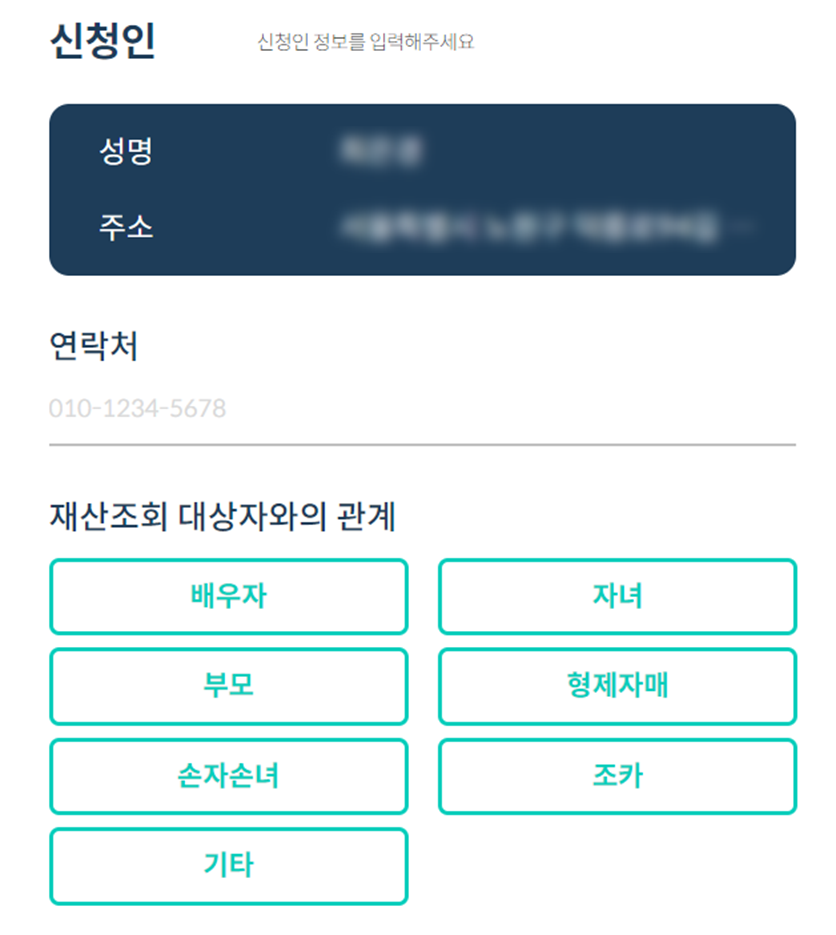 신청인 신청인 정보를 입력해주세요
성명
주소
연락처
010-1234-5678
재산조회 대상자와의 관계
배우자 자녀
부모 형제자매
손자손녀 조카
기타